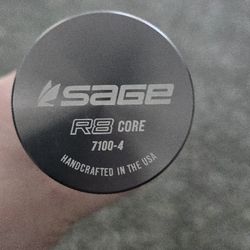 SAGE
R8 CORE
7100-4
HANDCRAFTED IN THE USA